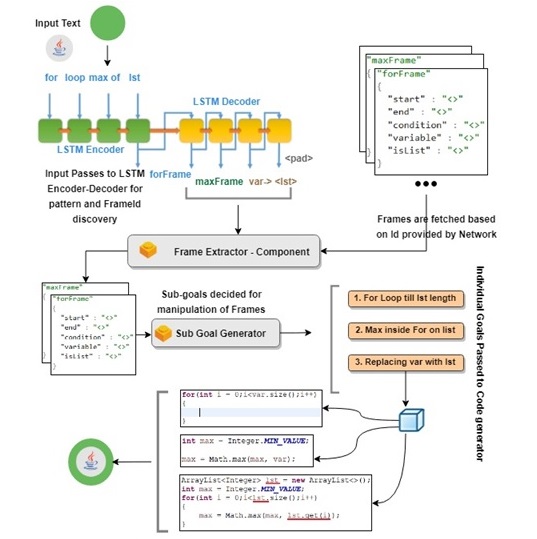 Input Text
for loop max of lst
LSTM Decoder
LSTM Encoder
<pad>
Input Passes to LSTM
Encoder-Decoder for
pattern and FrameId
discovery
forFrame
maxFrame var-> <lst>
"maxFrame"
{ "forFrame"
{
"start" : "<>"
"end" : "<>"
"condition" : "<>"
"variable" : "<>"
"isList" : "<>"
}
•••
Frames are fetched based
on Id provided by Network
Frame Extractor - Component
"maxFrame"
{ "forFrame"
{
"start" : "<>"
"end" : "<>"
"condition" : "<>"
"variable" : "<>"
"isList" : "<>"
}
Sub-goals decided for
manipulation of Frames
Sub Goal Generator
1. For Loop till lst length
2. Max inside For on list
3. Replacing var with lst
Individual Goals Passed to Code generator
for(int i = 0;i<var.size();i++)
{
}
int max = Integer.MIN_VALUE;
max = Math.max(max, var);
ArrayList<Integer> lst = new ArrayList<>();
int max = Integer.MIN_VALUE;
for(int i = 0;i<lst.size();i++)
{
max = Math.max(max, lst.get(i));
}